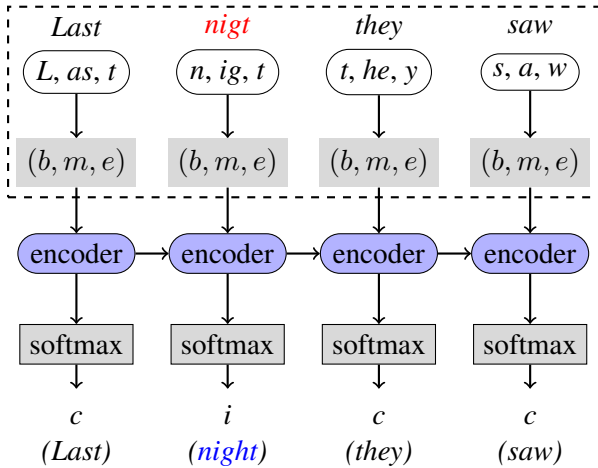 Last nigt they saw
L, as, t n, ig, t t, he, y s, a, w
(b, m, e) (b, m, e) (b, m, e) (b, m, e)
encoder encoder encoder encoder
softmax softmax softmax softmax
c i c c
(Last) (night) (they) (saw)